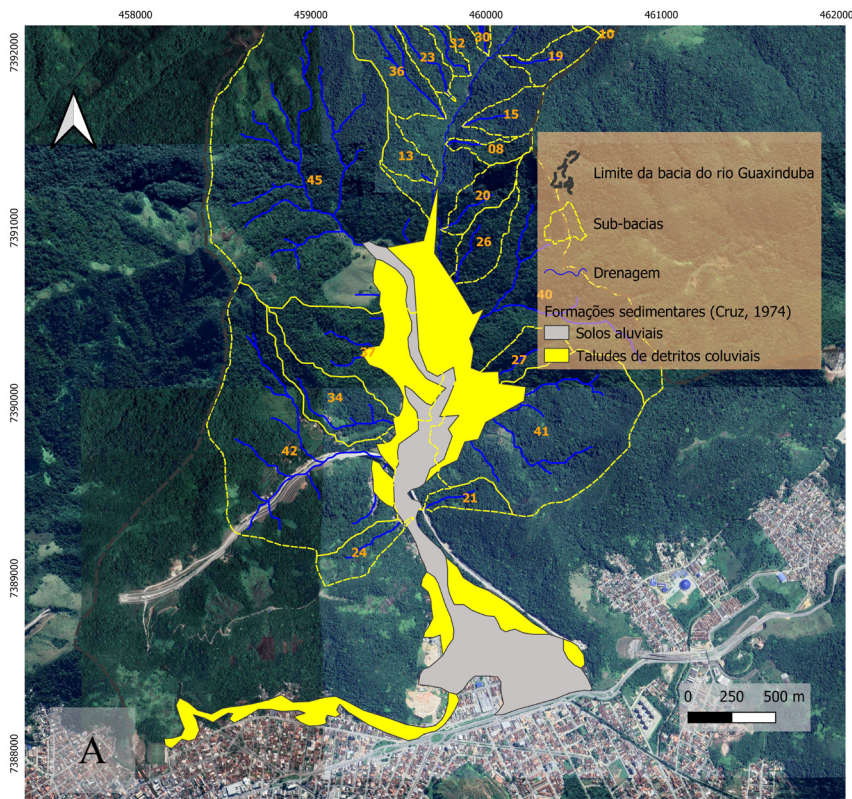 458000 459000 460000 461000 462000
7392000
7391000
7390000
7389000
7388000
30
10
32
23
19
36
15
08
13
45
20
26
40
37
27
34
41
42
21
24
Limite da bacia do rio Guaxinduba
Sub-bacias
Drenagem
Formações sedimentares (Cruz, 1974)
Solos aluviais
Taludes de detritos coluviais
0 250 500 m
A